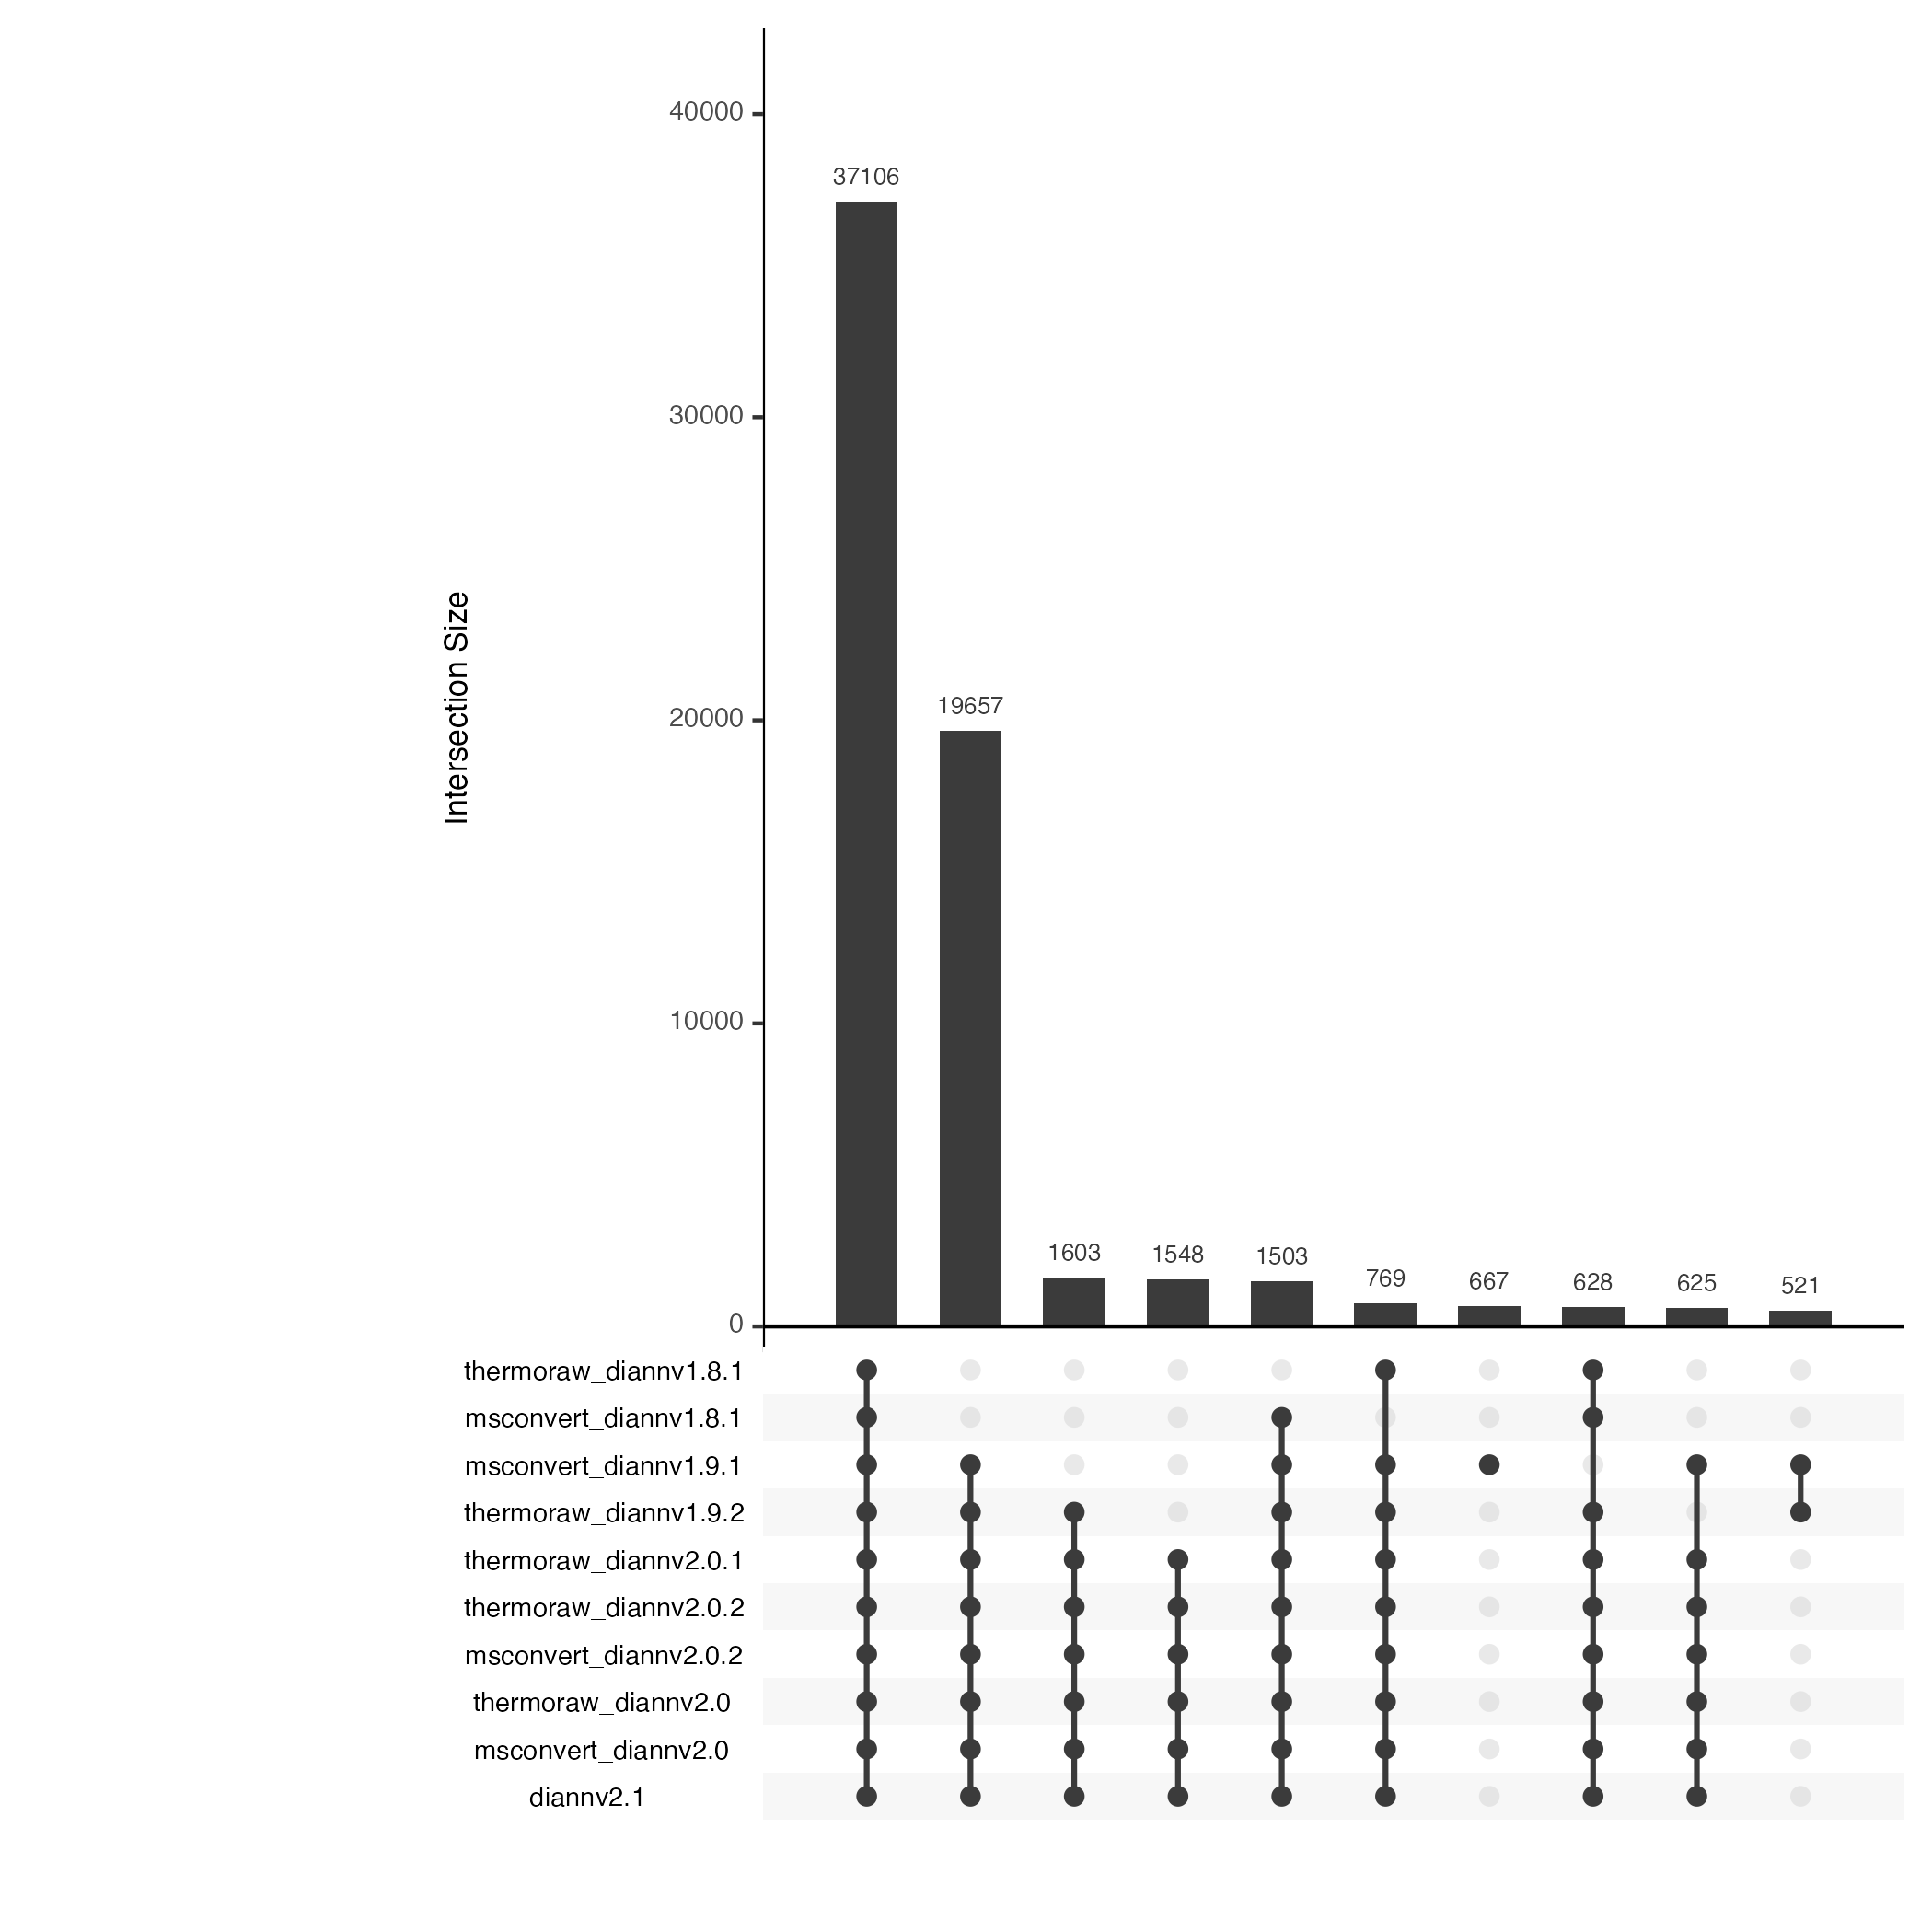 Intersection Size
40000
30000
20000
10000
0
37106
19657
1603
1548
1503
769
667
628
625
521
thermoraw_diannv1.8.1
msconvert_diannv1.8.1
msconvert_diannv1.9.1
thermoraw_diannv1.9.2
thermoraw_diannv2.0.1
thermoraw_diannv2.0.2
msconvert_diannv2.0.2
thermoraw_diannv2.0
msconvert_diannv2.0
diannv2.1